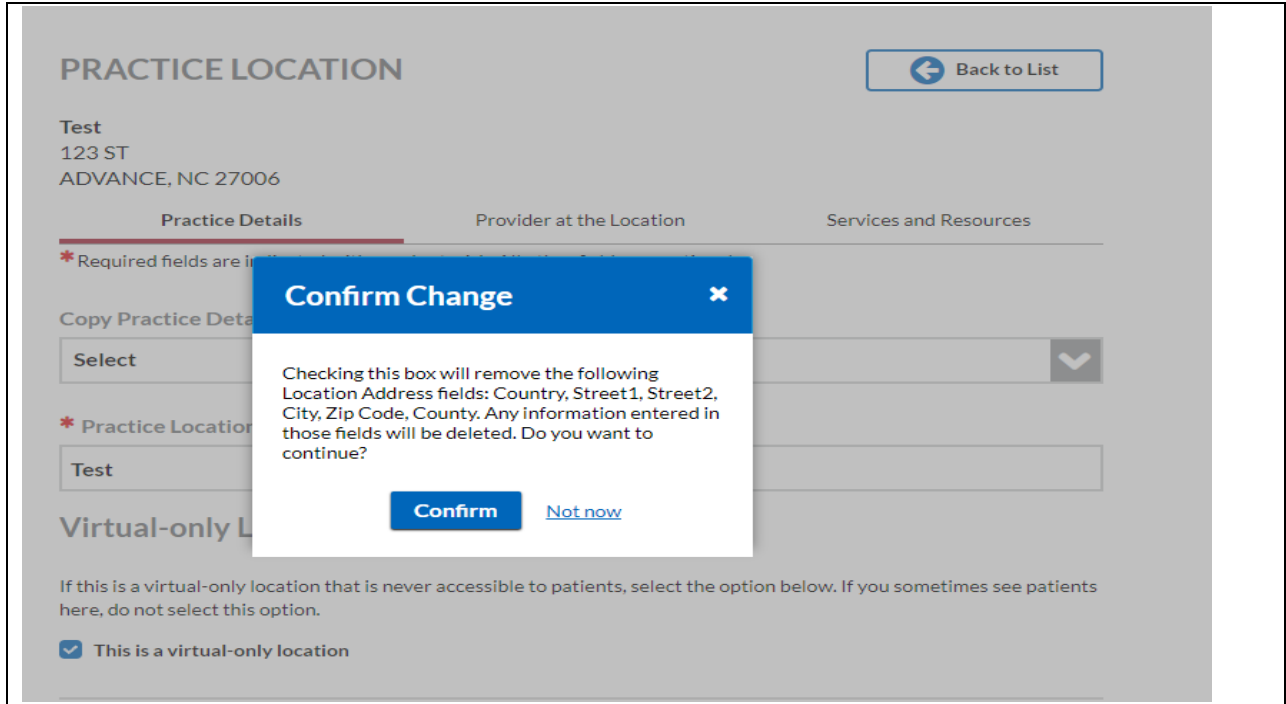 PRACTICE LOCATION
Back to List
Test
123 ST
ADVANCE, NC 27006
Practice Details
Provider at the Location
Services and Resources
* Required fields are
Confirm Change
Copy Practice
Select
Checking this box will remove the following
Location Address fields: Country, Street1, Street2,
City, Zip Code, County. Any information entered in
those fields will be deleted. Do you want to
continue?
* Practice Location
Test
Confirm
Not now
Virtual-only
If this is a virtual-only location that is never accessible to patients, select the option below. If you sometimes see patients
here, do not select this option.
This is a virtual-only location